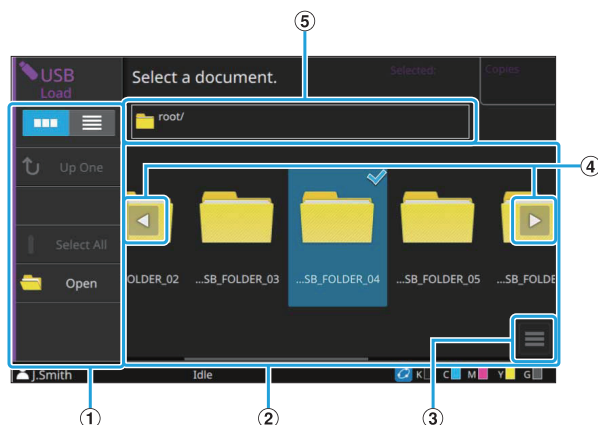 ⑤
USB
Load
Select a document.
Selected:
Copies
root/
Up One
④
Select All
Open
OLDER_02
...SB_FOLDER_03
...SB_FOLDER_04
...SB_FOLDER_05
...SB_FOLDE
J.Smith
Idle
K
C
M
Y
G
①
②
③